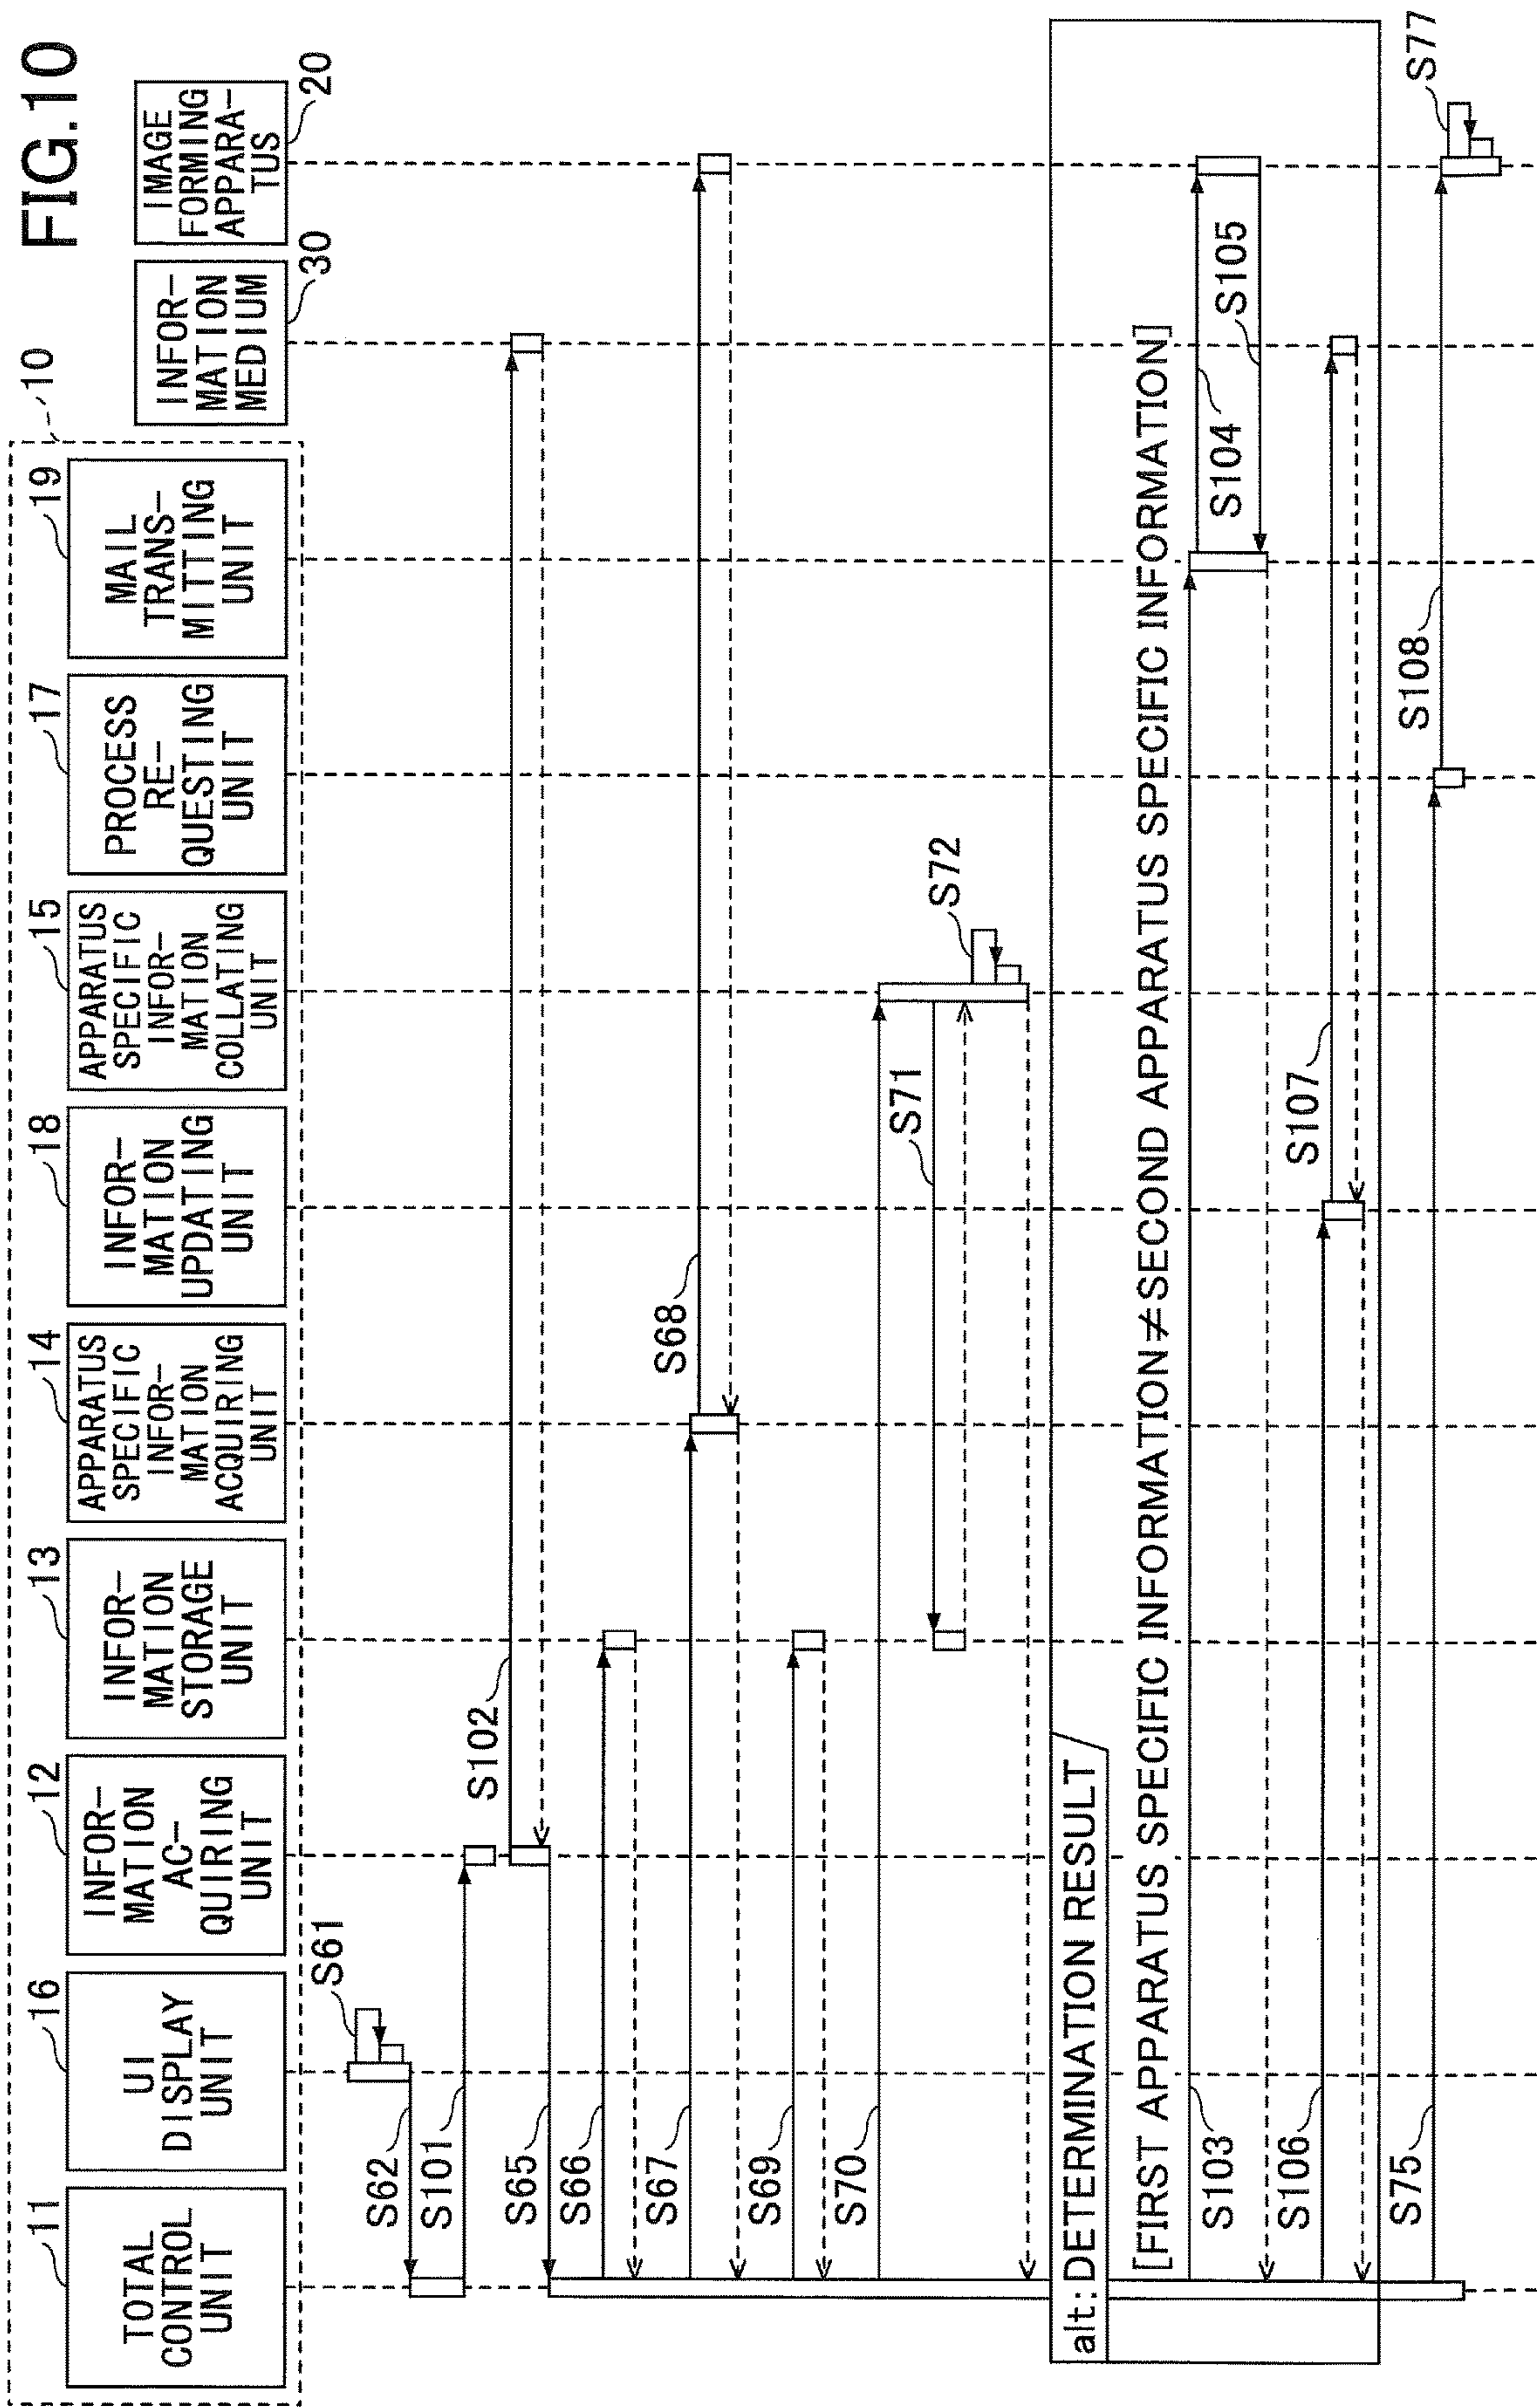 FIG.10
10
11
TOTAL
CONTROL
UNIT
16
UI
DISPLAY
UNIT
12
INFOR-
MATION
AC-
QUIRING
UNIT
13
INFOR-
MATION
STORAGE
UNIT
14
APPARATUS
SPECIFIC
INFOR-
MATION
ACQUIRING
UNIT
18
INFOR-
MATION
UPDATING
UNIT
15
APPARATUS
SPECIFIC
INFOR-
MATION
COLLATING
UNIT
17
PROCESS
RE-
QUESTING
UNIT
19
MAIL
TRANS-
MITTING
UNIT
INFOR-
MATION
MEDIUM
30
IMAGE
FORMING
APPARA-
TUS
20
S61
S62
S101
S102
S65
S66
S67
S68
S69
S70
S71
S72
alt:DETERMINATION RESULT
[FIRST APPARATUS SPECIFIC INFORMATION≠SECOND APPARATUS SPECIFIC INFORMATION]
S103
S104
S105
S106
S107
S75
S108
S77